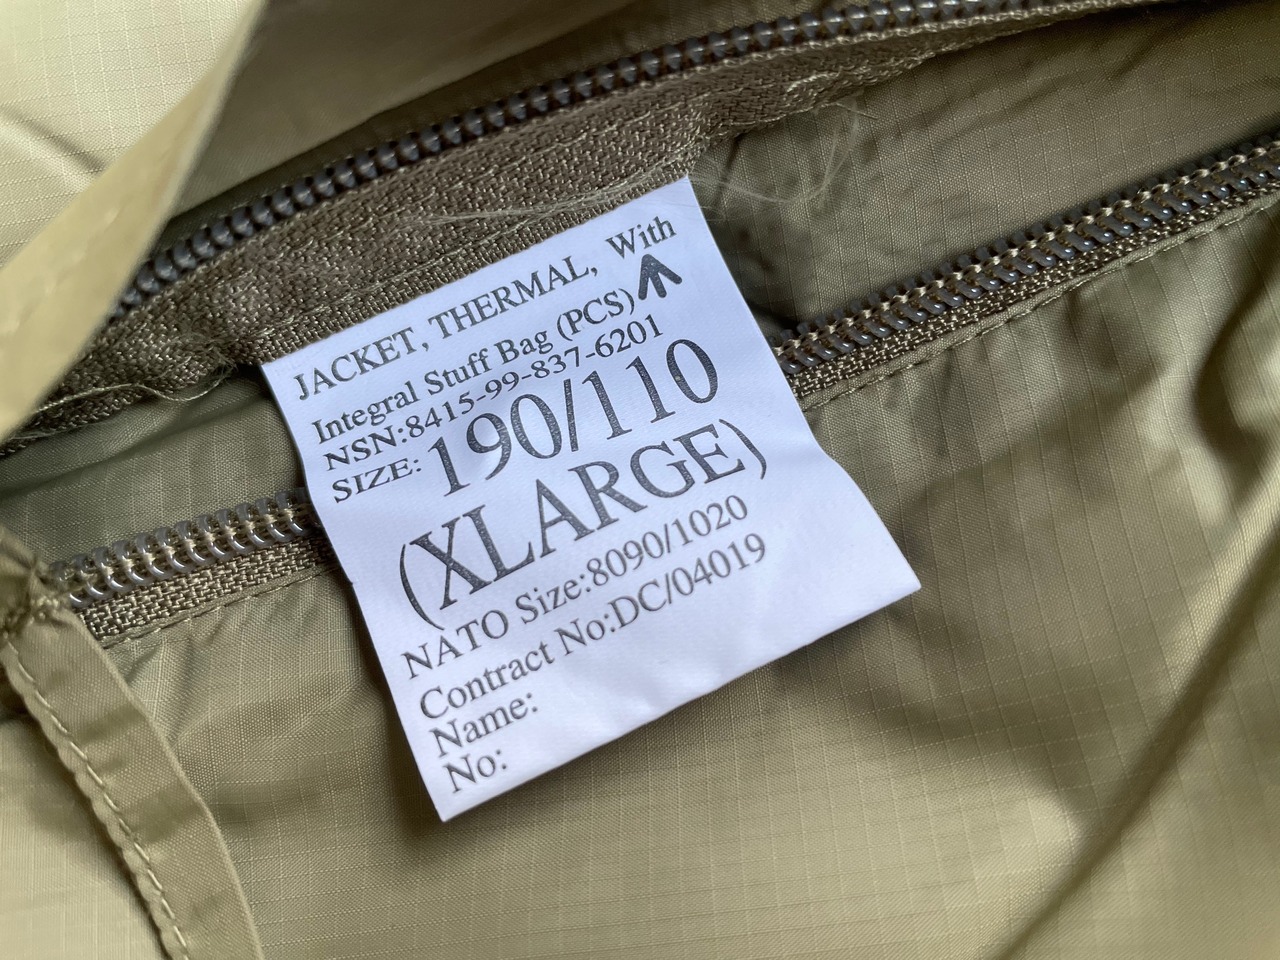 JACKET, THERMAL, With
Integral Stuff Bag (PCS)
NSN:8415-99-837-6201
SIZE: 190/110
(XLARGE)
NATO Size:8090/1020
Contract No:DC/04019
Name:
No: